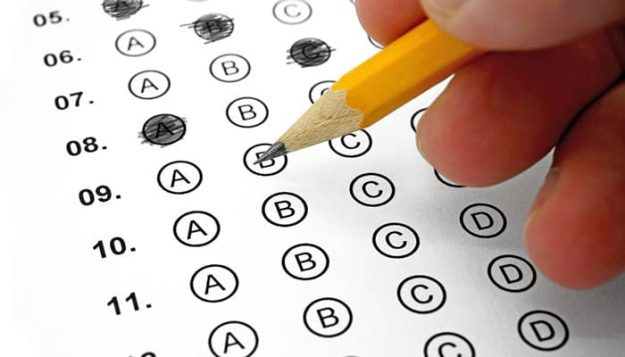 05. A
06. A B C
07. A B C
08. A B
09. A B C
10. A B C
11. A B C D
A B C D
C D